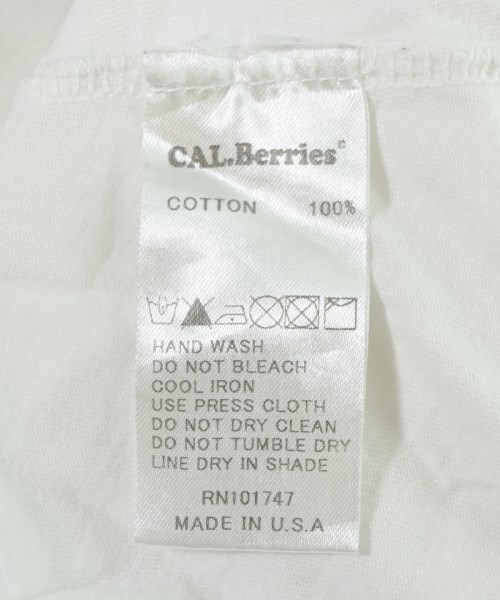 CAL.Berries©
COTTON 100%
HAND WASH
DO NOT BLEACH
COOL IRON
USE PRESS CLOTH
DO NOT DRY CLEAN
DO NOT TUMBLE DRY
LINE DRY IN SHADE
RN101747
MADE IN U.S.A